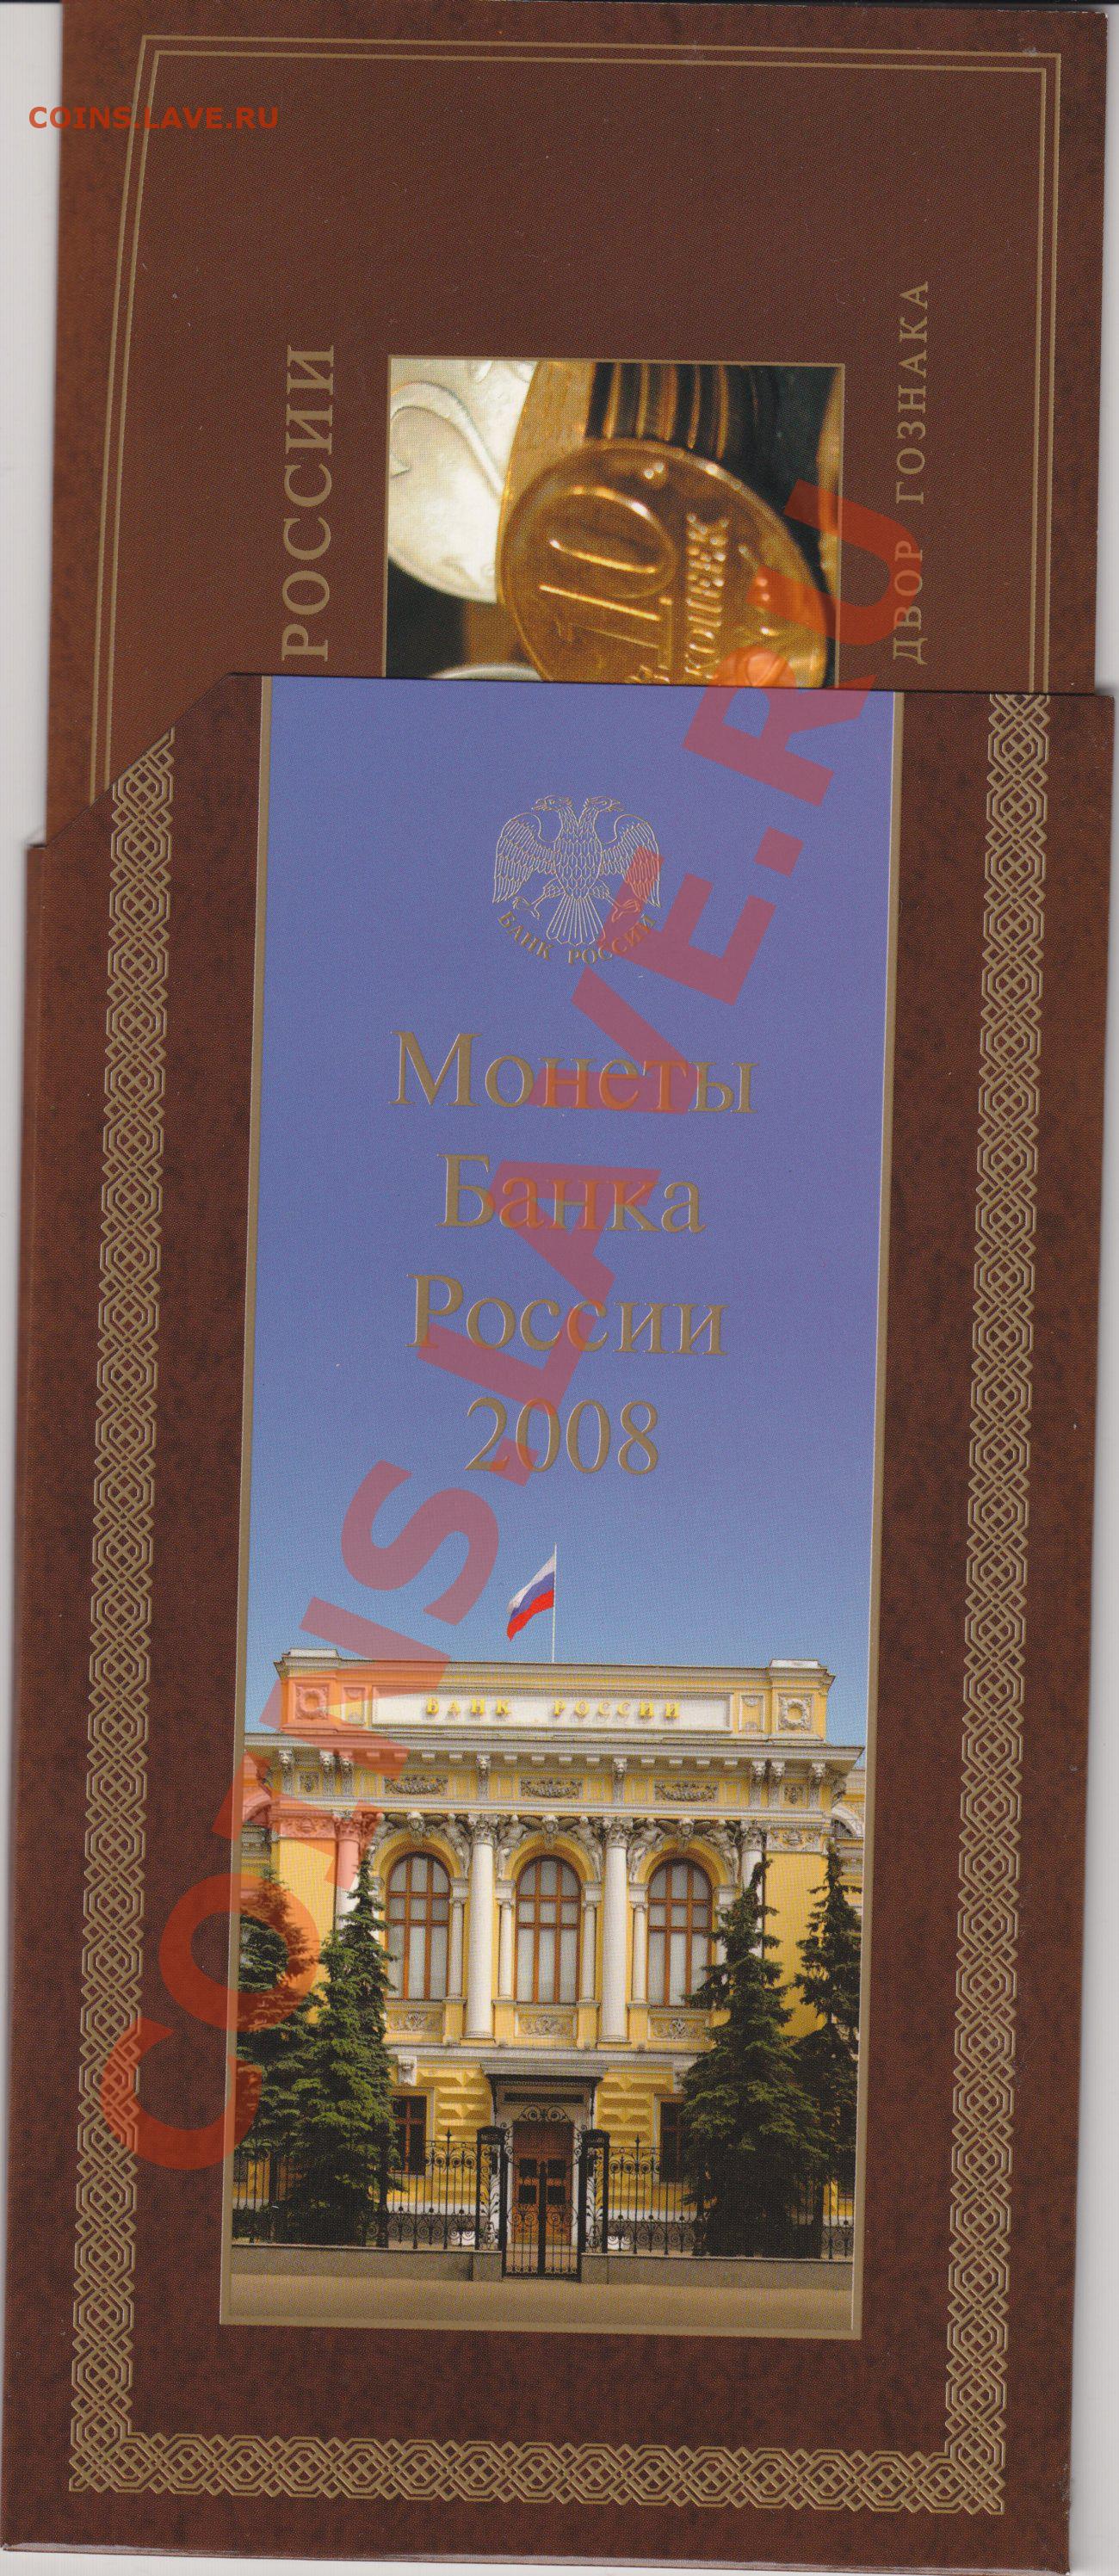 COINS.LAVE.RU
РОССИИ
10
КОПЕЕК
ДВОР ГОЗНАКА
БАНК РОССИИ
Монеты
Банка
России
2008
БАНК РОССИИ
COINS.LAVE.RU